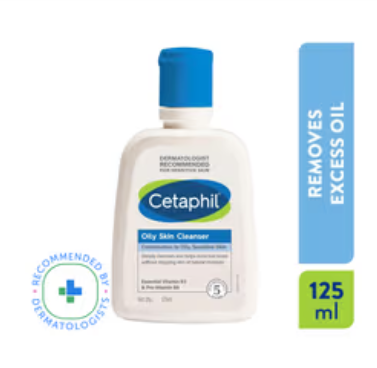 DERMATOLOGIST
RECOMMENDED
FOR SENSITIVE SKIN
Cetaphil
Oily Skin Cleanser
Combination to Oily, Sensitive Skin
Essential Vitamin B3
& Pro-Vitamin B5
5
REMOVES
EXCESS OIL
125
ml
RECOMMENDED BY
DERMATOLOGISTS